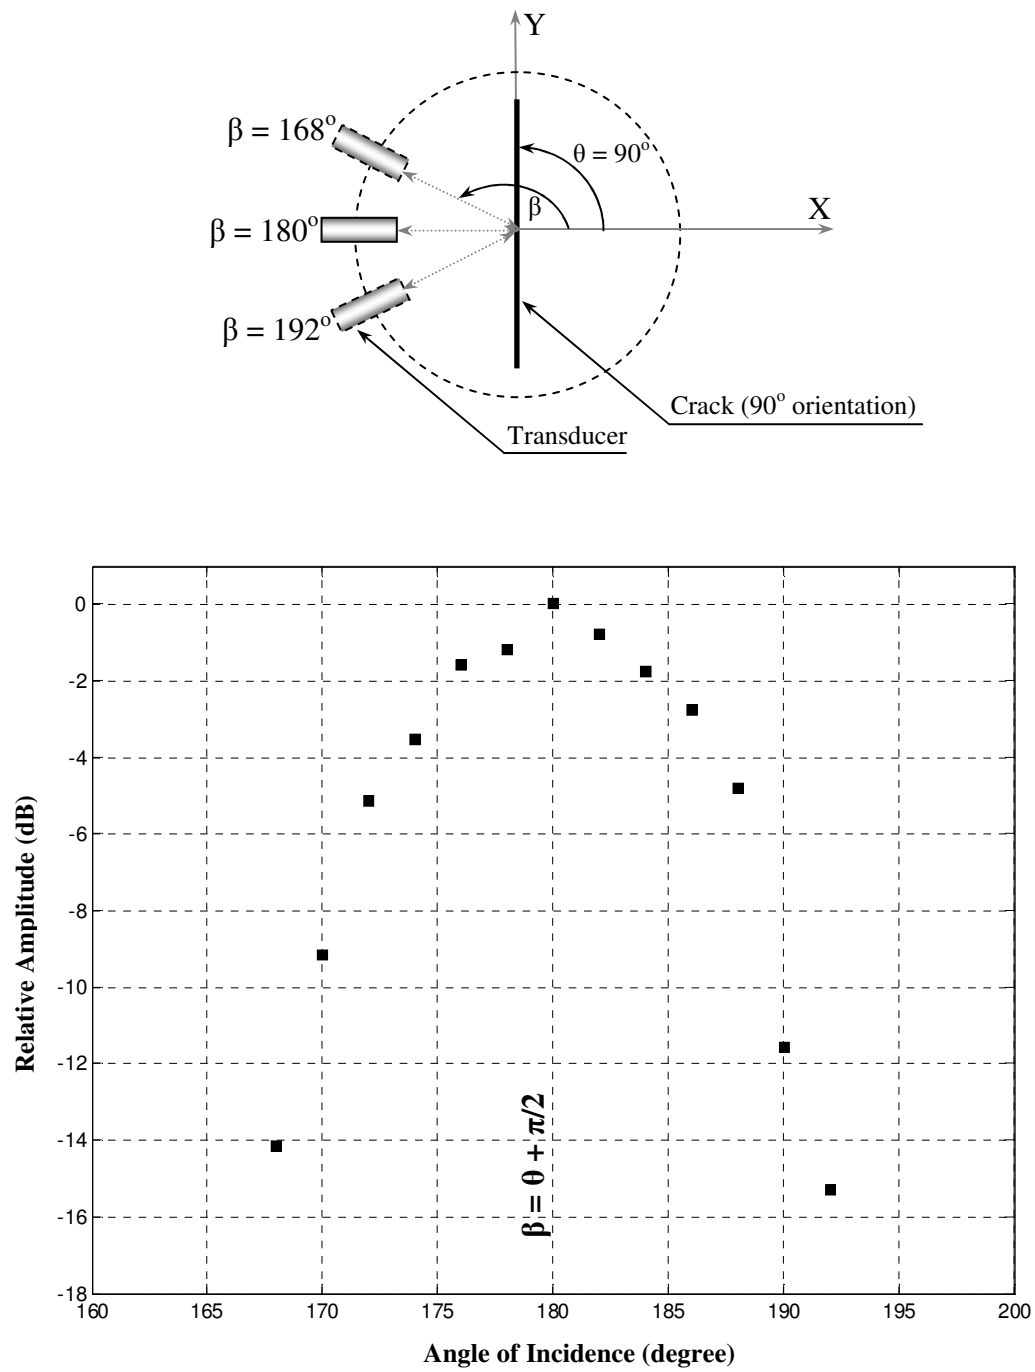 Y
β = 168°
θ = 90°
β
X
β = 180°
β = 192°
Crack (90° orientation)
Transducer
0
-2
-4
-6
-8
-10
-12
-14
-16
-18
Relative Amplitude (dB)
β = θ + π/2
160 165 170 175 180 185 190 195 200
Angle of Incidence (degree)